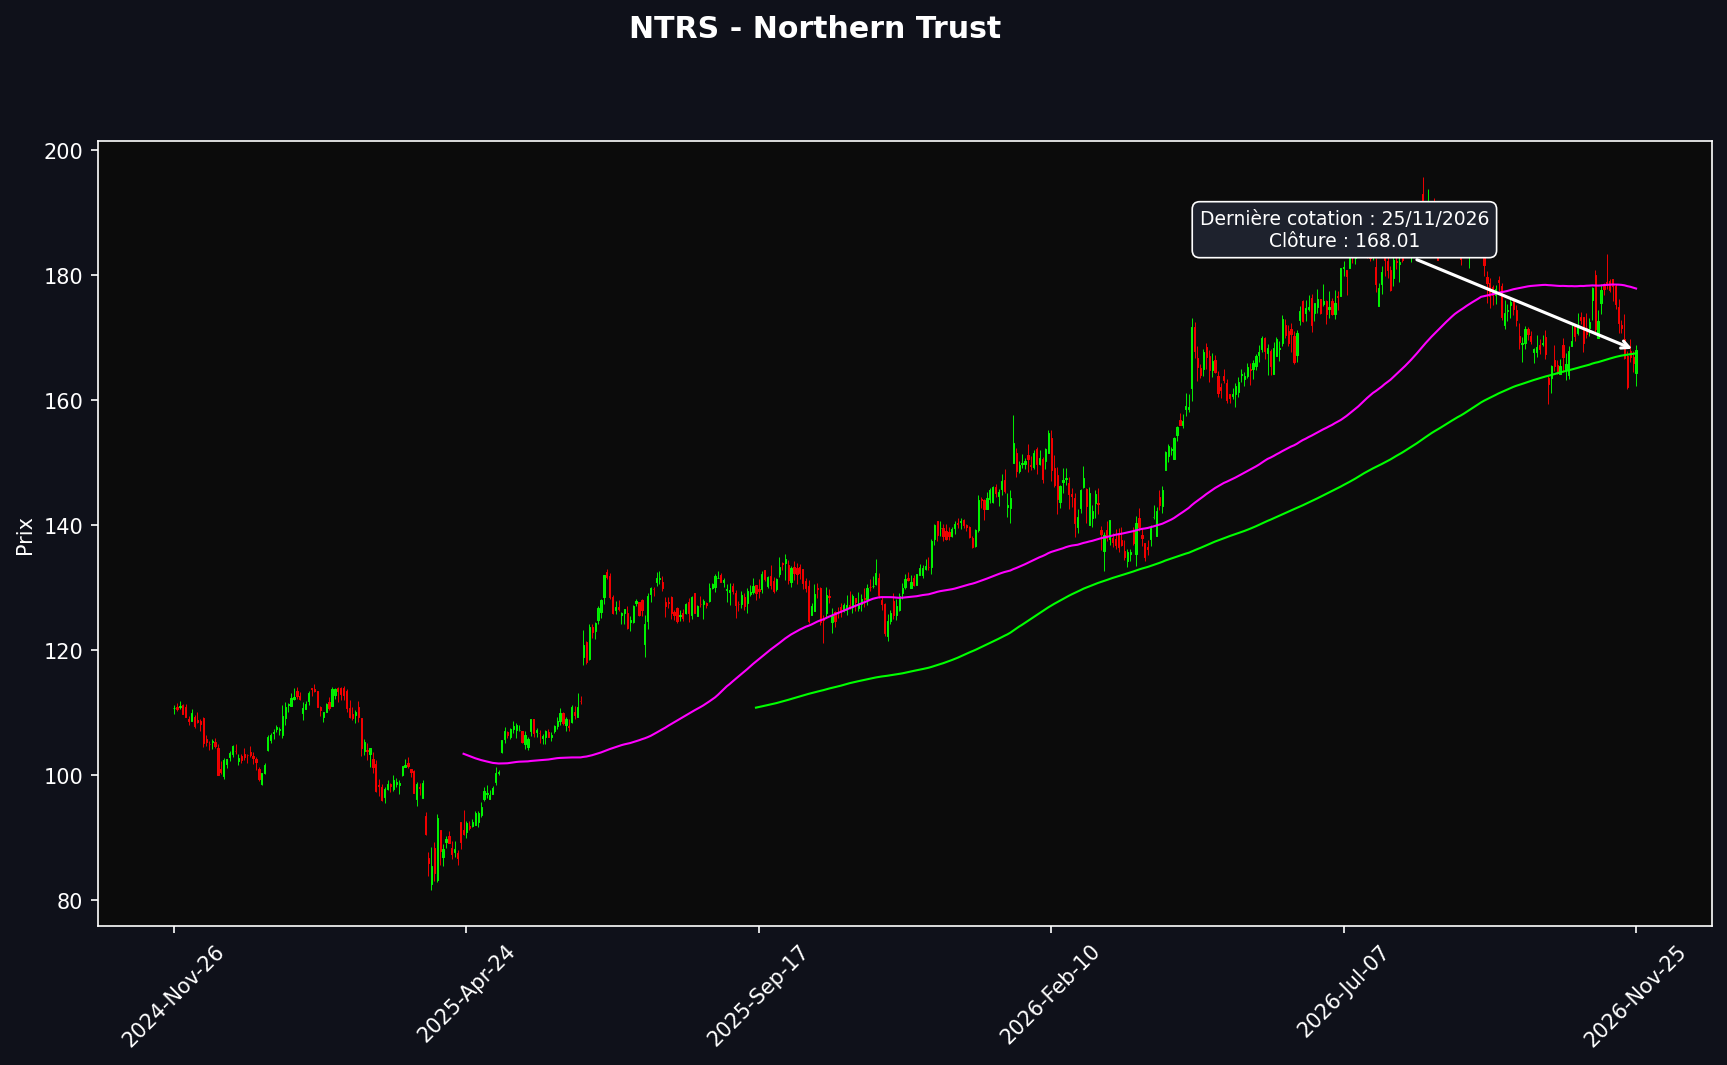 NTRS - Northern Trust
200
180
160
140
120
100
80
Prix
Dernière cotation : 25/11/2026
Clôture : 168.01
2024-Nov-26
2025-Apr-24
2025-Sep-17
2026-Feb-10
2026-Jul-07
2026-Nov-25